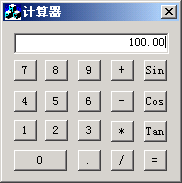 计算器
100.00
7 8 9 + Sin
4 5 6 - Cos
1 2 3 * Tan
0 . / =